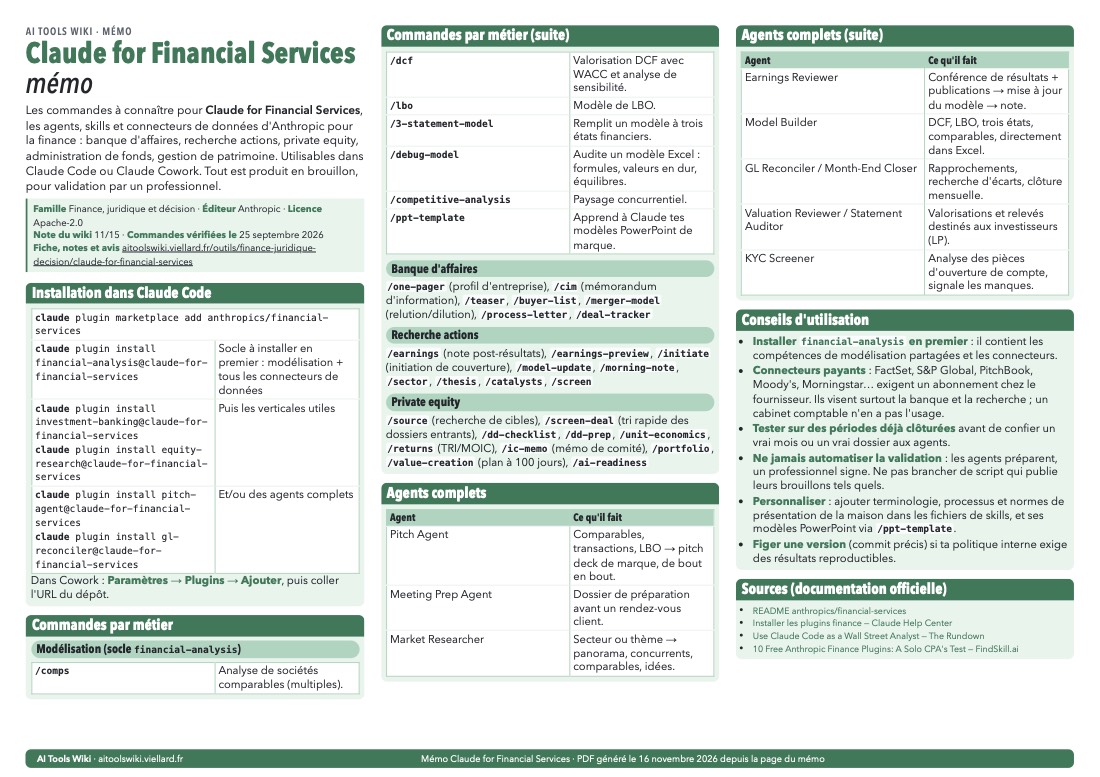 AI TOOLS WIKI · MÉMO
Claude for Financial Services
mémo
Les commandes à connaître pour Claude for Financial Services,
les agents, skills et connecteurs de données d'Anthropic pour
la finance : banque d'affaires, recherche actions, private equity,
administration de fonds, gestion de patrimoine. Utilisables dans
Claude Code ou Claude Cowork. Tout est produit en brouillon,
pour validation par un professionnel.
Famille Finance, juridique et décision · Éditeur Anthropic · Licence
Apache-2.0
Note du wiki 11/15 · Commandes vérifiées le 25 septembre 2026
Fiche, notes et avis aitoolswiki.viellard.fr/outils/finance-juridique-
decision/claude-for-financial-services
Installation dans Claude Code
claude plugin marketplace add anthropics/financial-
services
claude plugin install
financial-analysis@claude-for-
financial-services
Socle à installer en
premier : modélisation +
tous les connecteurs de
données
claude plugin install
investment-banking@claude-for-
financial-services
claude plugin install equity-
research@claude-for-financial-
services
Puis les verticales utiles
claude plugin install pitch-
agent@claude-for-financial-
services
claude plugin install gl-
reconciler@claude-for-
financial-services
Et/ou des agents complets
Dans Cowork : Paramètres → Plugins → Ajouter, puis coller
l'URL du dépôt.
Commandes par métier
Modélisation (socle financial-analysis)
/comps
Analyse de sociétés
comparables (multiples).
Commandes par métier (suite)
/dcf
Valorisation DCF avec
WACC et analyse de
sensibilité.
/lbo
Modèle de LBO.
/3-statement-model
Remplit un modèle à trois
états financiers.
/debug-model
Audite un modèle Excel :
formules, valeurs en dur,
équilibres.
/competitive-analysis
Paysage concurrentiel.
/ppt-template
Apprend à Claude tes
modèles PowerPoint de
marque.
Banque d'affaires
/one-pager (profil d'entreprise), /cim (mémorandum
d'information), /teaser, /buyer-list, /merger-model
(relution/dilution), /process-letter, /deal-tracker
Recherche actions
/earnings (note post-résultats), /earnings-preview, /initiate
(initiation de couverture), /model-update, /morning-note,
/sector, /thesis, /catalysts, /screen
Private equity
/source (recherche de cibles), /screen-deal (tri rapide des
dossiers entrants), /dd-checklist, /dd-prep, /unit-economics,
/returns (TRI/MOIC), /ic-memo (mémo de comité), /portfolio,
/value-creation (plan à 100 jours), /ai-readiness
Agents complets
Agent
Ce qu'il fait
Pitch Agent
Comparables,
transactions, LBO → pitch
deck de marque, de bout
en bout.
Meeting Prep Agent
Dossier de préparation
avant un rendez-vous
client.
Market Researcher
Secteur ou thème →
panorama, concurrents,
comparables, idées.
Agents complets (suite)
Agent
Ce qu'il fait
Earnings Reviewer
Conférence de résultats +
publications → mise à jour
du modèle → note.
Model Builder
DCF, LBO, trois états,
comparables, directement
dans Excel.
GL Reconciler / Month-End Closer
Rapprochements,
recherche d'écarts, clôture
mensuelle.
Valuation Reviewer / Statement
Auditor
Valorisations et relevés
destinés aux investisseurs
(LP).
KYC Screener
Analyse des pièces
d'ouverture de compte,
signale les manques.
Conseils d'utilisation
• Installer financial-analysis en premier : il contient les
compétences de modélisation partagées et les connecteurs.
• Connecteurs payants : FactSet, S&P Global, PitchBook,
Moody's, Morningstar… exigent un abonnement chez le
fournisseur. Ils visent surtout la banque et la recherche ; un
cabinet comptable n'en a pas l'usage.
• Tester sur des périodes déjà clôturées avant de confier un
vrai mois ou un vrai dossier aux agents.
• Ne jamais automatiser la validation : les agents préparent,
un professionnel signe. Ne pas brancher de script qui publie
leurs brouillons tels quels.
• Personnaliser : ajouter terminologie, processus et normes de
présentation de la maison dans les fichiers de skills, et ses
modèles PowerPoint via /ppt-template.
• Figer une version (commit précis) si ta politique interne exige
des résultats reproductibles.
Sources (documentation officielle)
• README anthropics/financial-services
• Installer les plugins finance — Claude Help Center
• Use Claude Code as a Wall Street Analyst — The Rundown
• 10 Free Anthropic Finance Plugins: A Solo CPA's Test — FindSkill.ai
AI Tools Wiki · aitoolswiki.viellard.fr
Mémo Claude for Financial Services · PDF généré le 16 novembre 2026 depuis la page du mémo